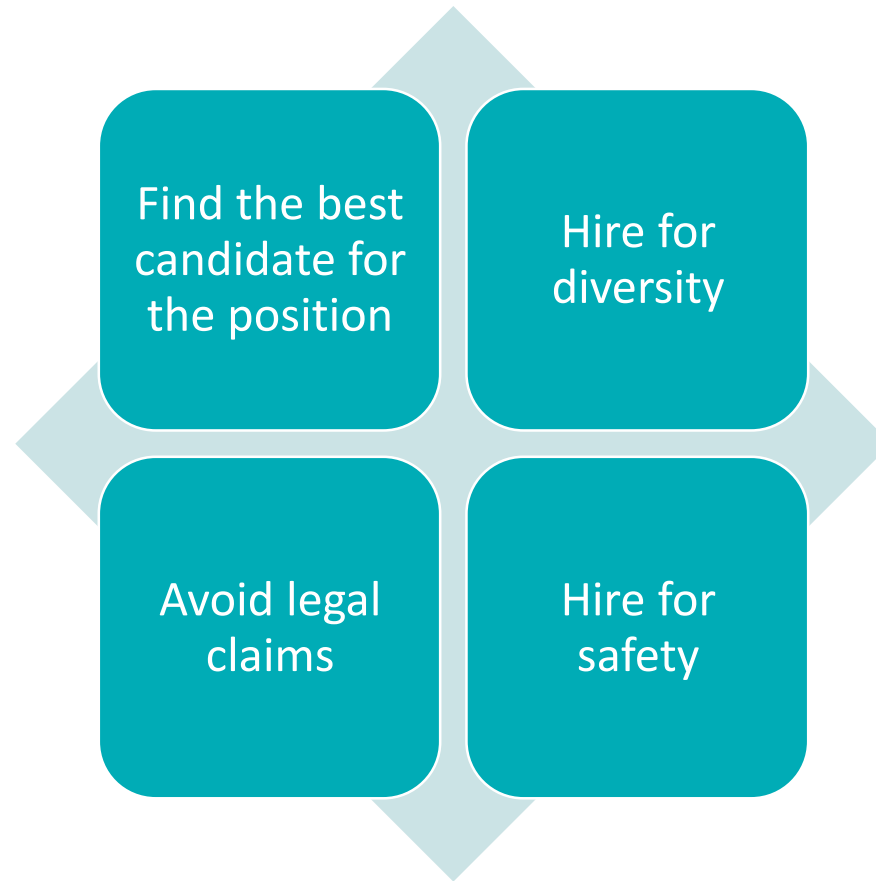 Find the best
candidate for
the position
Hire for
diversity
Avoid legal
claims
Hire for
safety